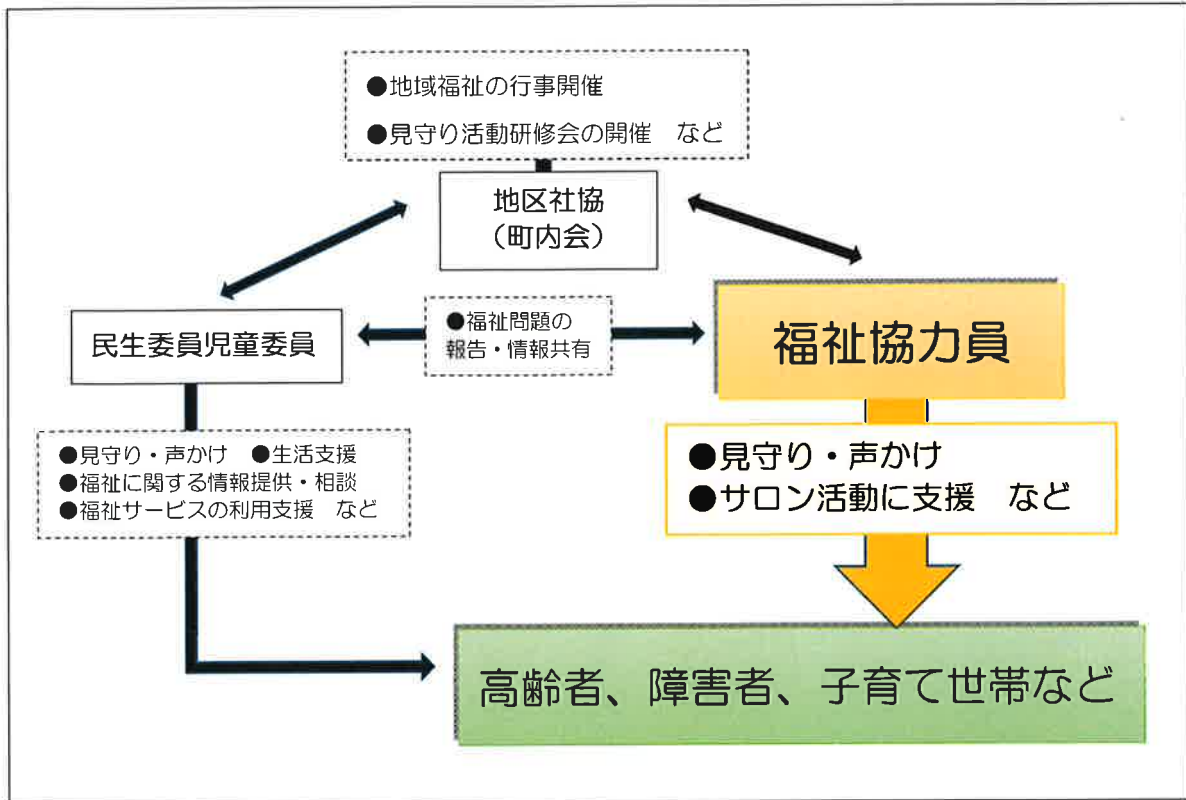 ●地域福祉の行事開催
●見守り活動研修会の開催　など
地区社協
（町内会）
民生委員児童委員
●福祉問題の
報告・情報共有
福祉協力員
●見守り・声かけ　●生活支援
●福祉に関する情報提供・相談
●福祉サービスの利用支援　など
●見守り・声かけ
●サロン活動に支援　など
高齢者、障害者、子育て世帯など